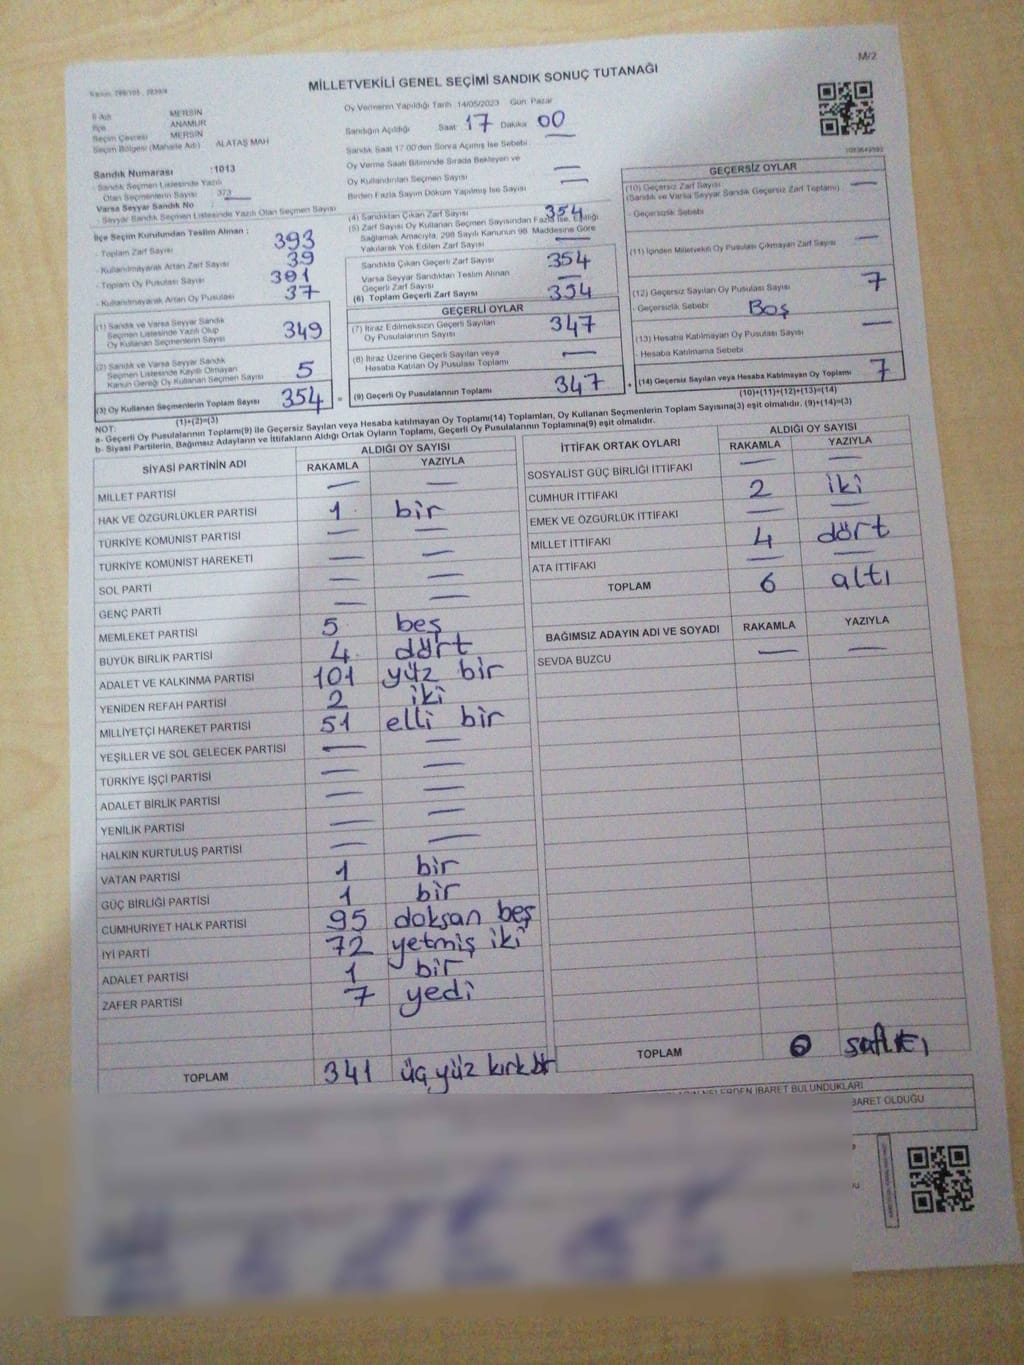 M/2
MİLLETVEKİLİ GENEL SEÇİMİ SANDIK SONUÇ TUTANAĞI
İl Adı MERSİN
İlçe ANAMUR
Seçim Çevresi MERSİN
Seçim Bölgesi (Mahalle Adı) ALATAŞ MAH
Sandık Numarası :1013
Sandık Seçmen Listesinde Yazılı
Olan Seçmenlerin Sayısı 373
Varsa Seyyar Sandık No :
- Seyyar Sandık Seçmen Listesinde Yazılı Olan Seçmen Sayısı
Oy Vermenin Yapıldığı Tarih 14/05/2023 Gün Pazar
Sandığın Açıldığı Saat 17 Dakika 00
Sandık Saat 17.00'den Sonra Açılmış İse Sebebi —
Oy Verme Saati Bitiminde Sırada Bekleyen ve
Oy Kullandırılan Seçmen Sayısı —
Birden Fazla Sayım Döküm Yapılmış İse Sayısı —
(4) Sandıktan Çıkan Zarf Sayısı 354
(5) Zarf Sayısı Oy Kullanan Seçmen Sayısından Fazla İse, Eşitliği
Sağlamak Amacıyla, 298 Sayılı Kanunun 98. Maddesine Göre
Yakılarak Yok Edilen Zarf Sayısı —
İlçe Seçim Kurulundan Teslim Alınan :
- Toplam Zarf Sayısı 393
- Kullanılmayarak Artan Zarf Sayısı 39
- Toplam Oy Pusulası Sayısı 391
- Kullanılmayarak Artan Oy Pusulası 37
(1) Sandık ve Varsa Seyyar Sandık
Seçmen Listesinde Yazılı Olup
Oy Kullanan Seçmenlerin Sayısı 349
(2) Sandık ve Varsa Seyyar Sandık
Seçmen Listesinde Kayıtlı Olmayan
Kanun Gereği Oy Kullanan Seçmen Sayısı 5
(3) Oy Kullanan Seçmenlerin Toplam Sayısı 354
(1)+(2)=(3)
Sandıkta Çıkan Geçerli Zarf Sayısı 354
Varsa Seyyar Sandıktan Teslim Alınan
Geçerli Zarf Sayısı —
(6) Toplam Geçerli Zarf Sayısı 354
GEÇERLİ OYLAR
(7) İtiraz Edilmeksizin Geçerli Sayılan
Oy Pusulalarının Sayısı 347
(8) İtiraz Üzerine Geçerli Sayılan veya
Hesaba Katılan Oy Pusulası Toplamı —
= (9) Geçerli Oy Pusulalarının Toplamı 347
GEÇERSİZ OYLAR
(10) Geçersiz Zarf Sayısı
(Sandık ve Varsa Seyyar Sandık Geçersiz Zarf Toplamı) —
- Geçersizlik Sebebi
(11) İçinden Milletvekili Oy Pusulası Çıkmayan Zarf Sayısı —
(12) Geçersiz Sayılan Oy Pusulası Sayısı 7
- Geçersizlik Sebebi Boş
(13) Hesaba Katılmayan Oy Pusulası Sayısı —
- Hesaba Katılmama Sebebi
+ (14) Geçersiz Sayılan veya Hesaba Katılmayan Oy Toplamı 7
(10)+(11)+(12)+(13)=(14)
NOT:
a- Geçerli Oy Pusulalarının Toplamı(9) ile Geçersiz Sayılan veya Hesaba katılmayan Oy Toplamı(14) Toplamları, Oy Kullanan Seçmenlerin Toplam Sayısına(3) eşit olmalıdır. (9)+(14)=(3)
b- Siyasi Partilerin, Bağımsız Adayların ve İttifakların Aldığı Ortak Oyların Toplamı, Geçerli Oy Pusulalarının Toplamına(9) eşit olmalıdır.
SİYASİ PARTİNİN ADI ALDIĞI OY SAYISI
RAKAMLA YAZIYLA
MİLLET PARTİSİ — —
HAK VE ÖZGÜRLÜKLER PARTİSİ 1 bir
TÜRKİYE KOMÜNİST PARTİSİ — —
TÜRKİYE KOMÜNİST HAREKETİ — —
SOL PARTİ — —
GENÇ PARTİ — —
MEMLEKET PARTİSİ 5 beş
BÜYÜK BİRLİK PARTİSİ 4 dört
ADALET VE KALKINMA PARTİSİ 101 yüz bir
YENİDEN REFAH PARTİSİ 2 iki
MİLLİYETÇİ HAREKET PARTİSİ 51 elli bir
YEŞİLLER VE SOL GELECEK PARTİSİ — —
TÜRKİYE İŞÇİ PARTİSİ — —
ADALET BİRLİK PARTİSİ — —
YENİLİK PARTİSİ — —
HALKIN KURTULUŞ PARTİSİ — —
VATAN PARTİSİ 1 bir
GÜÇ BİRLİĞİ PARTİSİ 1 bir
CUMHURİYET HALK PARTİSİ 95 doksan beş
İYİ PARTİ 72 yetmiş iki
ADALET PARTİSİ 1 bir
ZAFER PARTİSİ 7 yedi
TOPLAM 341 üç yüz kırk bir
İTTİFAK ORTAK OYLARI ALDIĞI OY SAYISI
RAKAMLA YAZIYLA
SOSYALİST GÜÇ BİRLİĞİ İTTİFAKI — —
CUMHUR İTTİFAKI 2 iki
EMEK VE ÖZGÜRLÜK İTTİFAKI — —
MİLLET İTTİFAKI 4 dört
ATA İTTİFAKI — —
TOPLAM 6 altı
BAĞIMSIZ ADAYIN ADI VE SOYADI RAKAMLA YAZIYLA
SEVDA BUZCU — —
TOPLAM
NELERDEN İBARET BULUNDUKLARI
BARET OLDUĞU